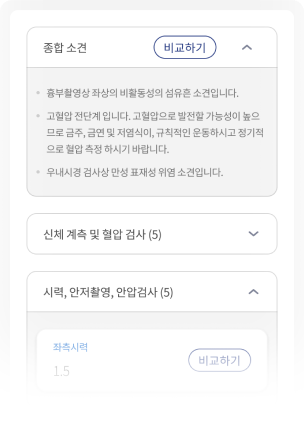 종합 소견
비교하기
흉부촬영상 좌상의 비활동성의 섬유흔 소견입니다.
고혈압 전단계 입니다. 고혈압으로 발전할 가능성이 높으
므로 금주, 금연 및 저염식이, 규칙적인 운동하시고 정기적
으로 혈압 측정 하시기 바랍니다.
우내시경 검사상 만성 표재성 위염 소견입니다.
신체 계측 및 혈압 검사 (5)
시력, 안저촬영, 안압검사 (5)
좌측시력
비교하기
1.5